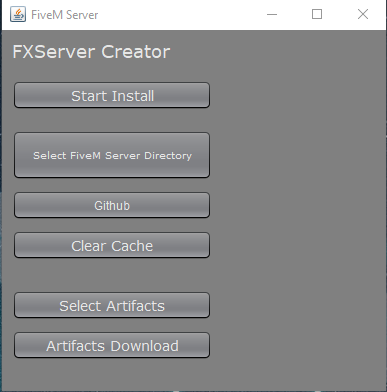 FiveM Server
FXServer Creator
Start Install
Select FiveM Server Directory
Github
Clear Cache
Select Artifacts
Artifacts Download